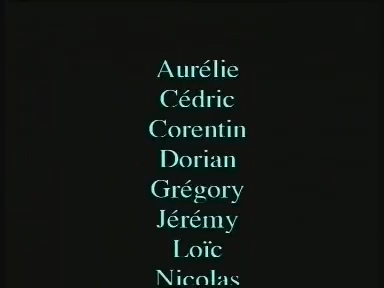 Aurélie
Cédric
Corentin
Dorian
Grégory
Jérémy
Loïc
Nicolas